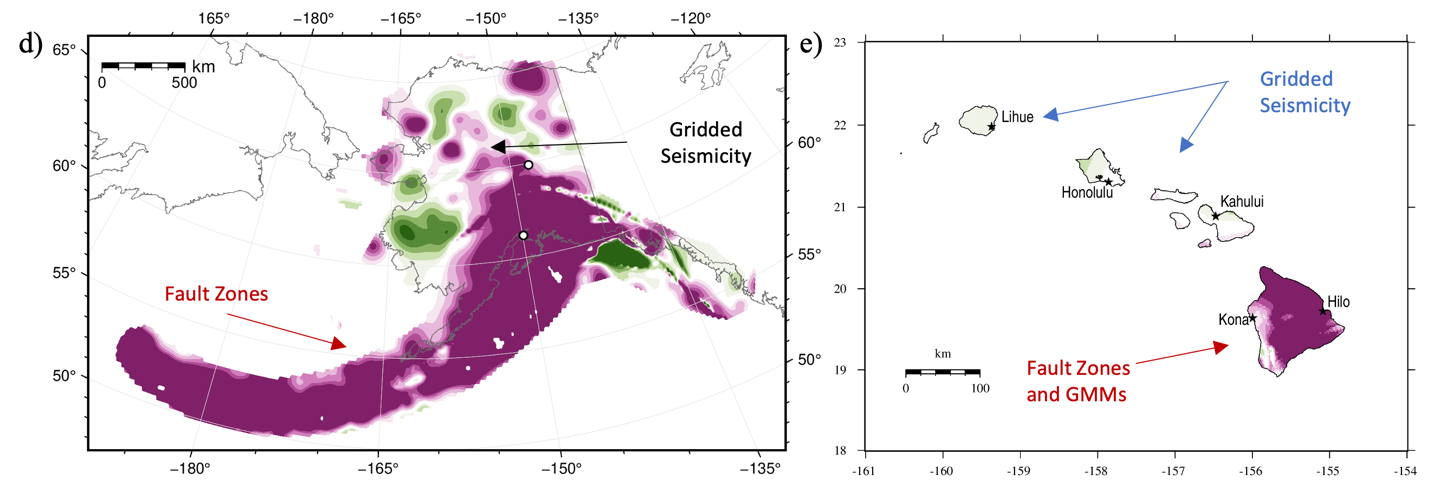 d)
165° −180° −165° −150° −135° −120°
65°
60°
55°
50°
60°
55°
50°
−180° −165° −150° −135°
km
0 500
Gridded
Seismicity
Fault Zones
e)
23
22
21
20
19
18
-161 -160 -159 -158 -157 -156 -155 -154
Gridded
Seismicity
Lihue
Honolulu
Kahului
Hilo
Kona
km
0 100
Fault Zones
and GMMs